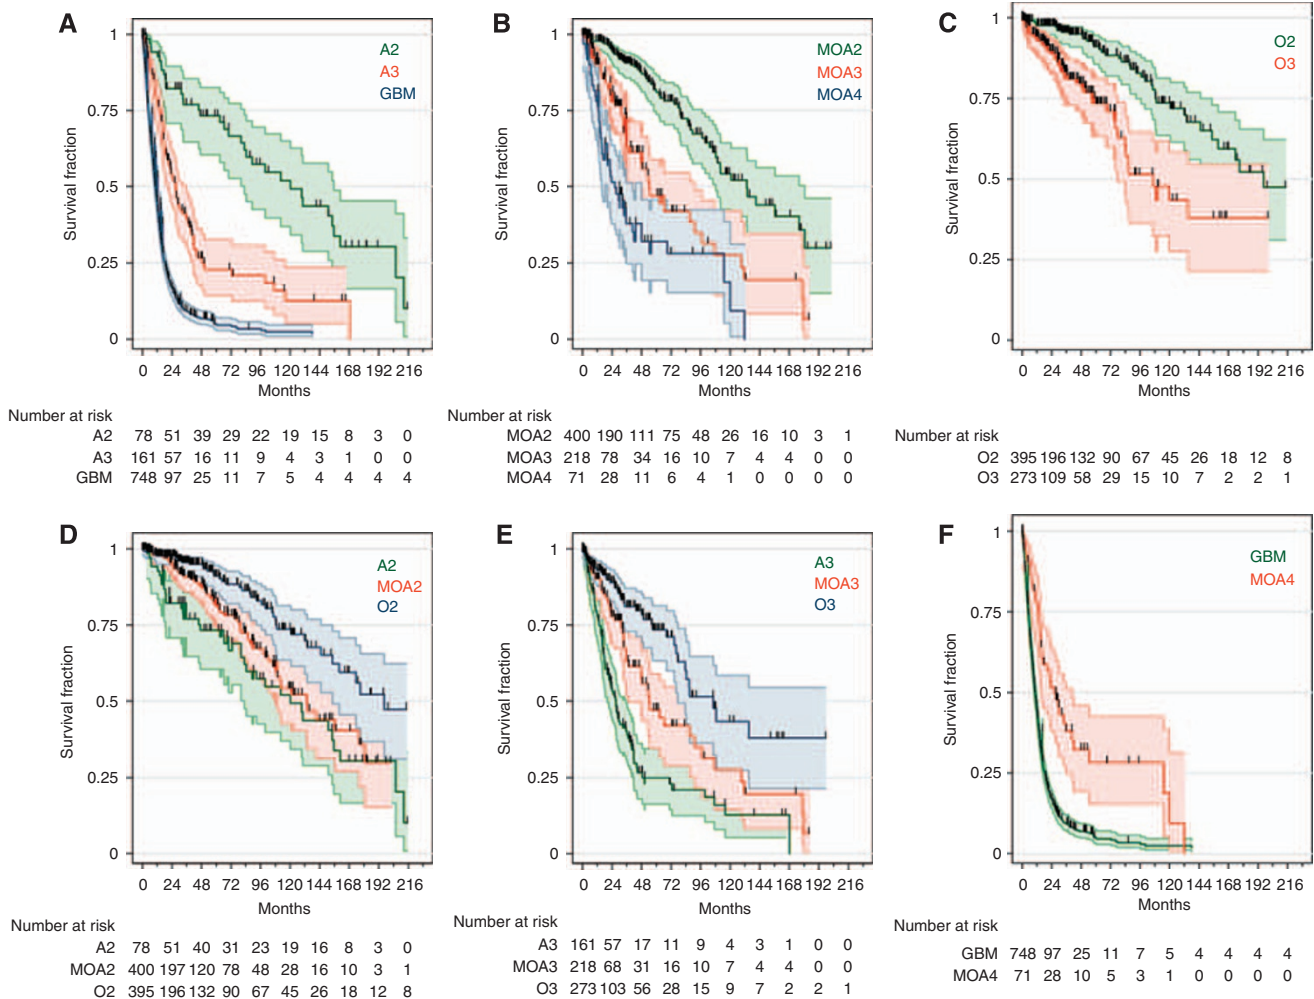 A
1
0.75
0.5
0.25
0
Survival fraction
A2
A3
GBM
0 24 48 72 96 120 144 168 192 216
Months
Number at risk
A2 78 51 39 29 22 19 15 8 3 0
A3 161 57 16 11 9 4 3 1 0 0
GBM 748 97 25 11 7 5 4 4 4 4
B
1
0.75
0.5
0.25
0
Survival fraction
MOA2
MOA3
MOA4
0 24 48 72 96 120 144 168 192 216
Months
MOA2 400 190 111 75 48 26 16 10 3 1
MOA3 218 78 34 16 10 7 4 4 0 0
MOA4 71 28 11 6 4 1 0 0 0 0
C
1
0.75
0.5
0.25
0
Survival fraction
O2
O3
0 24 48 72 96 120 144 168 192 216
Months
Number at risk
O2 395 196 132 90 67 45 26 18 12 8
O3 273 109 58 29 15 10 7 2 2 1
D
1
0.75
0.5
0.25
0
Survival fraction
A2
MOA2
O2
0 24 48 72 96 120 144 168 192 216
Months
Number at risk
A2 78 51 40 31 23 19 16 8 3 0
MOA2 400 197 120 78 48 28 16 10 3 1
O2 395 196 132 90 67 45 26 18 12 8
E
1
0.75
0.5
0.25
0
Survival fraction
A3
MOA3
O3
0 24 48 72 96 120 144 168 192 216
Months
Number at risk
A3 161 57 17 11 9 4 3 1 0 0
MOA3 218 68 31 16 10 7 4 4 0 0
O3 273 103 56 28 15 9 7 2 2 1
F
1
0.75
0.5
0.25
0
Survival fraction
GBM
MOA4
0 24 48 72 96 120 144 168 192 216
Months
Number at risk
GBM 748 97 25 11 7 5 4 4 4 4
MOA4 71 28 10 5 3 1 0 0 0 0